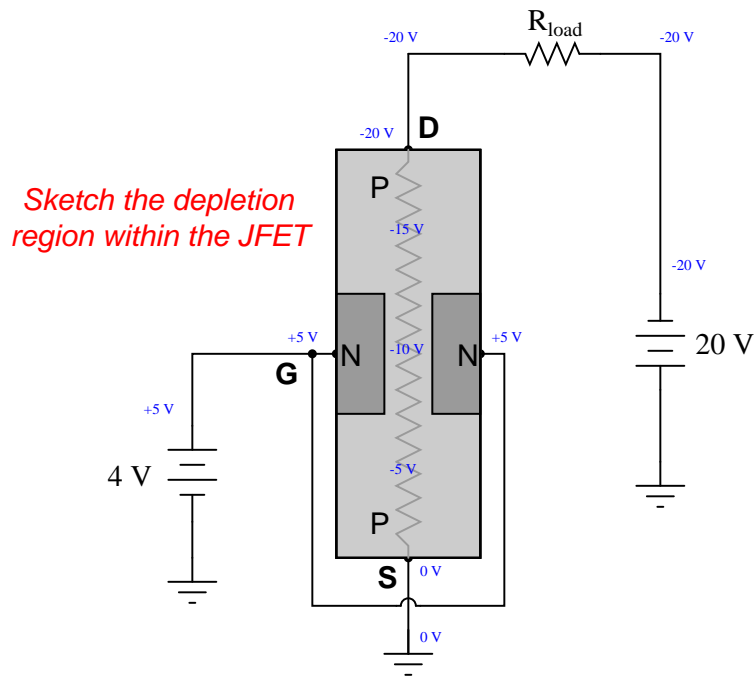 R_load
-20 V
-20 V
-20 V
D
P
Sketch the depletion
region within the JFET
-15 V
-20 V
+5 V
+5 V
20 V
N
-10 V
N
G
+5 V
4 V
-5 V
P
S
0 V
0 V